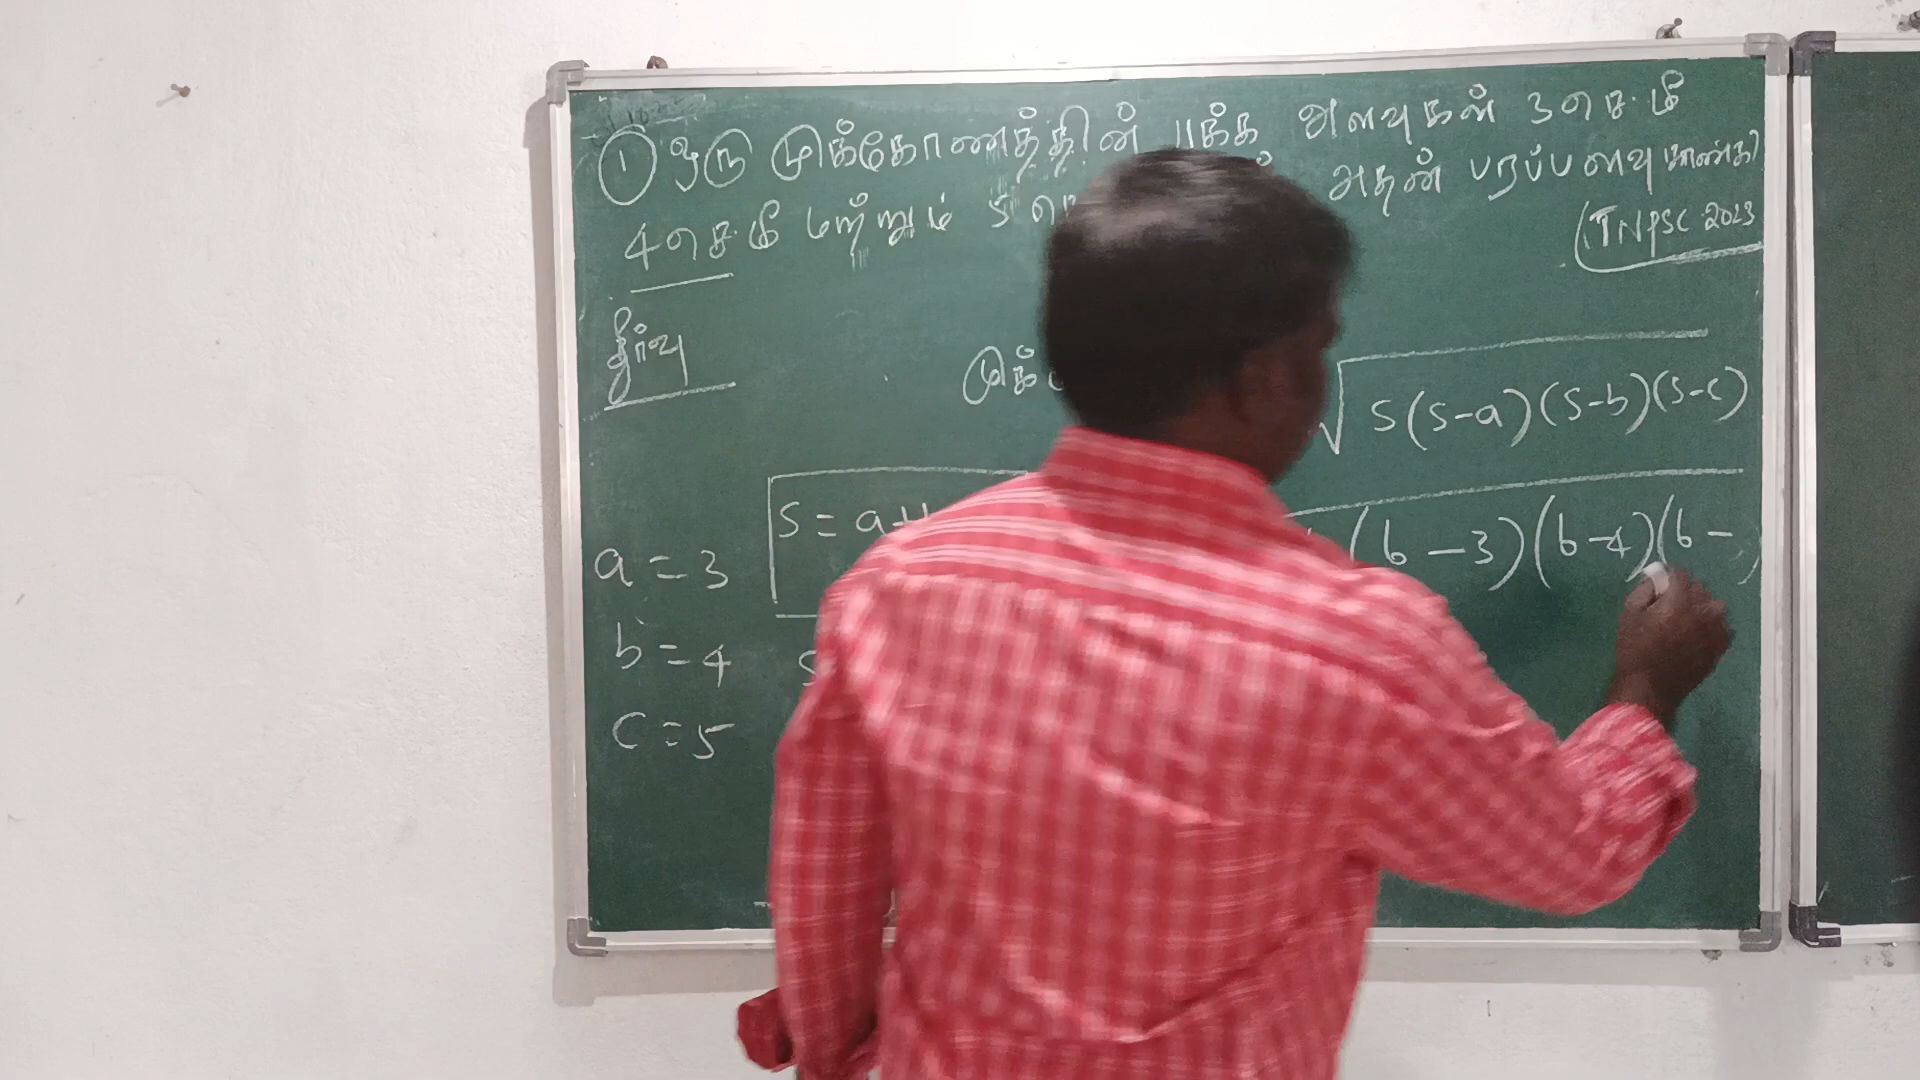 ① ஒரு முக்கோணத்தின் பக்க அளவுகள் 3 செ.மீ
4 செ.மீ மற்றும் 5 அதன் பரப்பளவு காண்க
(TNPSC 2023
தீர்வு
√s(s-a)(s-b)(s-c)
s = a+
(6-3)(6-4)(6-
a = 3
b = 4
c = 5